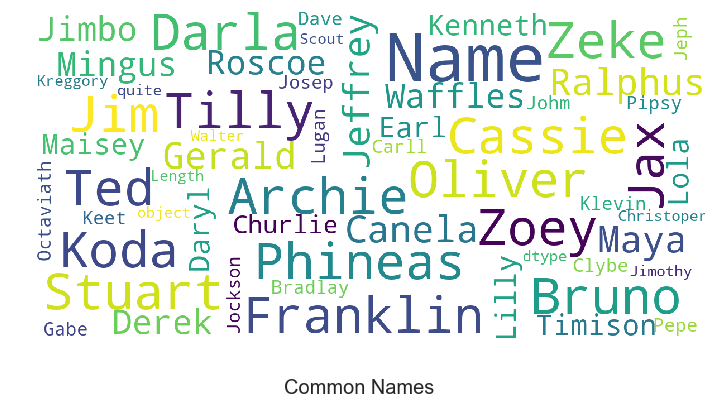 Jimbo
Darla
Dave
Scout
Jeffrey
Kenneth
Name
Zeke
Jeph
Mingus
Roscoe
Kreggory
quite
Josep
Waffles
Ralphus
Jim
Tilly
Lugan
Johm
Pipsy
Earl
Cassie
Jax
Lola
Maisey
Walter
Gerald
Carll
Octaviath
Ted
Length
Archie
Oliver
Keet
object
Daryl
Klevin
Christoper
Churlie
Canela
Zoey
Maya
Koda
Phineas
dtype
Clybe
Jimothy
Stuart
Jockson
Bradlay
Lilly
Bruno
Gabe
Derek
Franklin
Timison
Pepe
Common Names